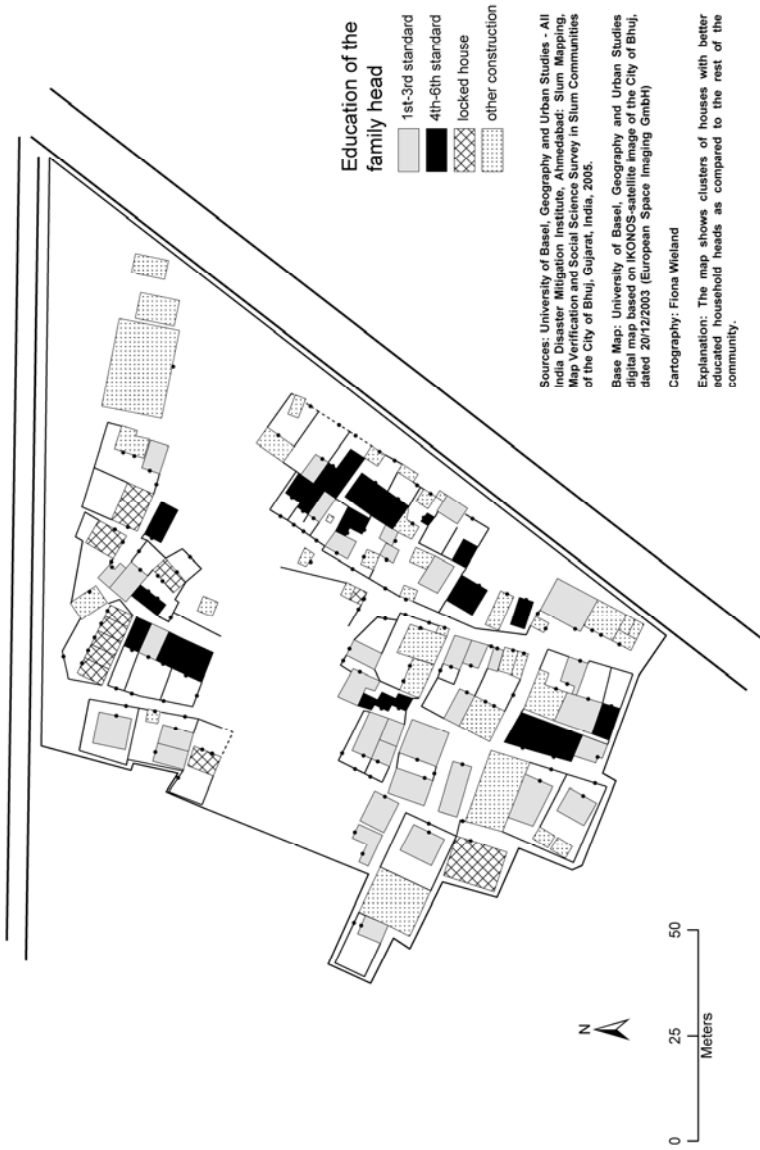 Education of the
family head
1st-3rd standard
4th-6th standard
locked house
other construction
Sources: University of Basel, Geography and Urban Studies - All
India Disaster Mitigation Institute, Ahmedabad: Slum Mapping,
Map Verification and Social Science Survey in Slum Communities
of the City of Bhuj, Gujarat, India, 2005.
Base Map: University of Basel, Geography and Urban Studies
digital map based on IKONOS-satellite image of the City of Bhuj,
dated 20/12/2003 (European Space Imaging GmbH)
Cartography: Fiona Wieland
Explanation: The map shows clusters of houses with better
educated household heads as compared to the rest of the
community.
N
0 25 50
Meters